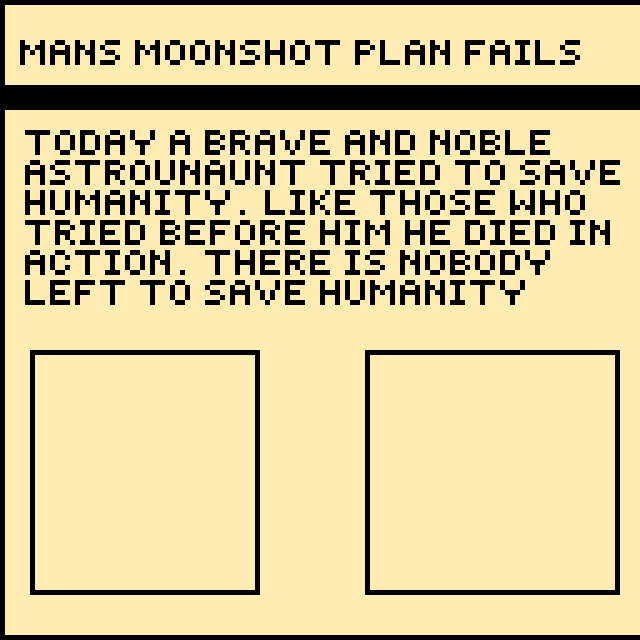 MANS MOONSHOT PLAN FAILS
TODAY A BRAVE AND NOBLE
ASTROUNAUNT TRIED TO SAVE
HUMANITY. LIKE THOSE WHO
TRIED BEFORE HIM HE DIED IN
ACTION. THERE IS NOBODY
LEFT TO SAVE HUMANITY